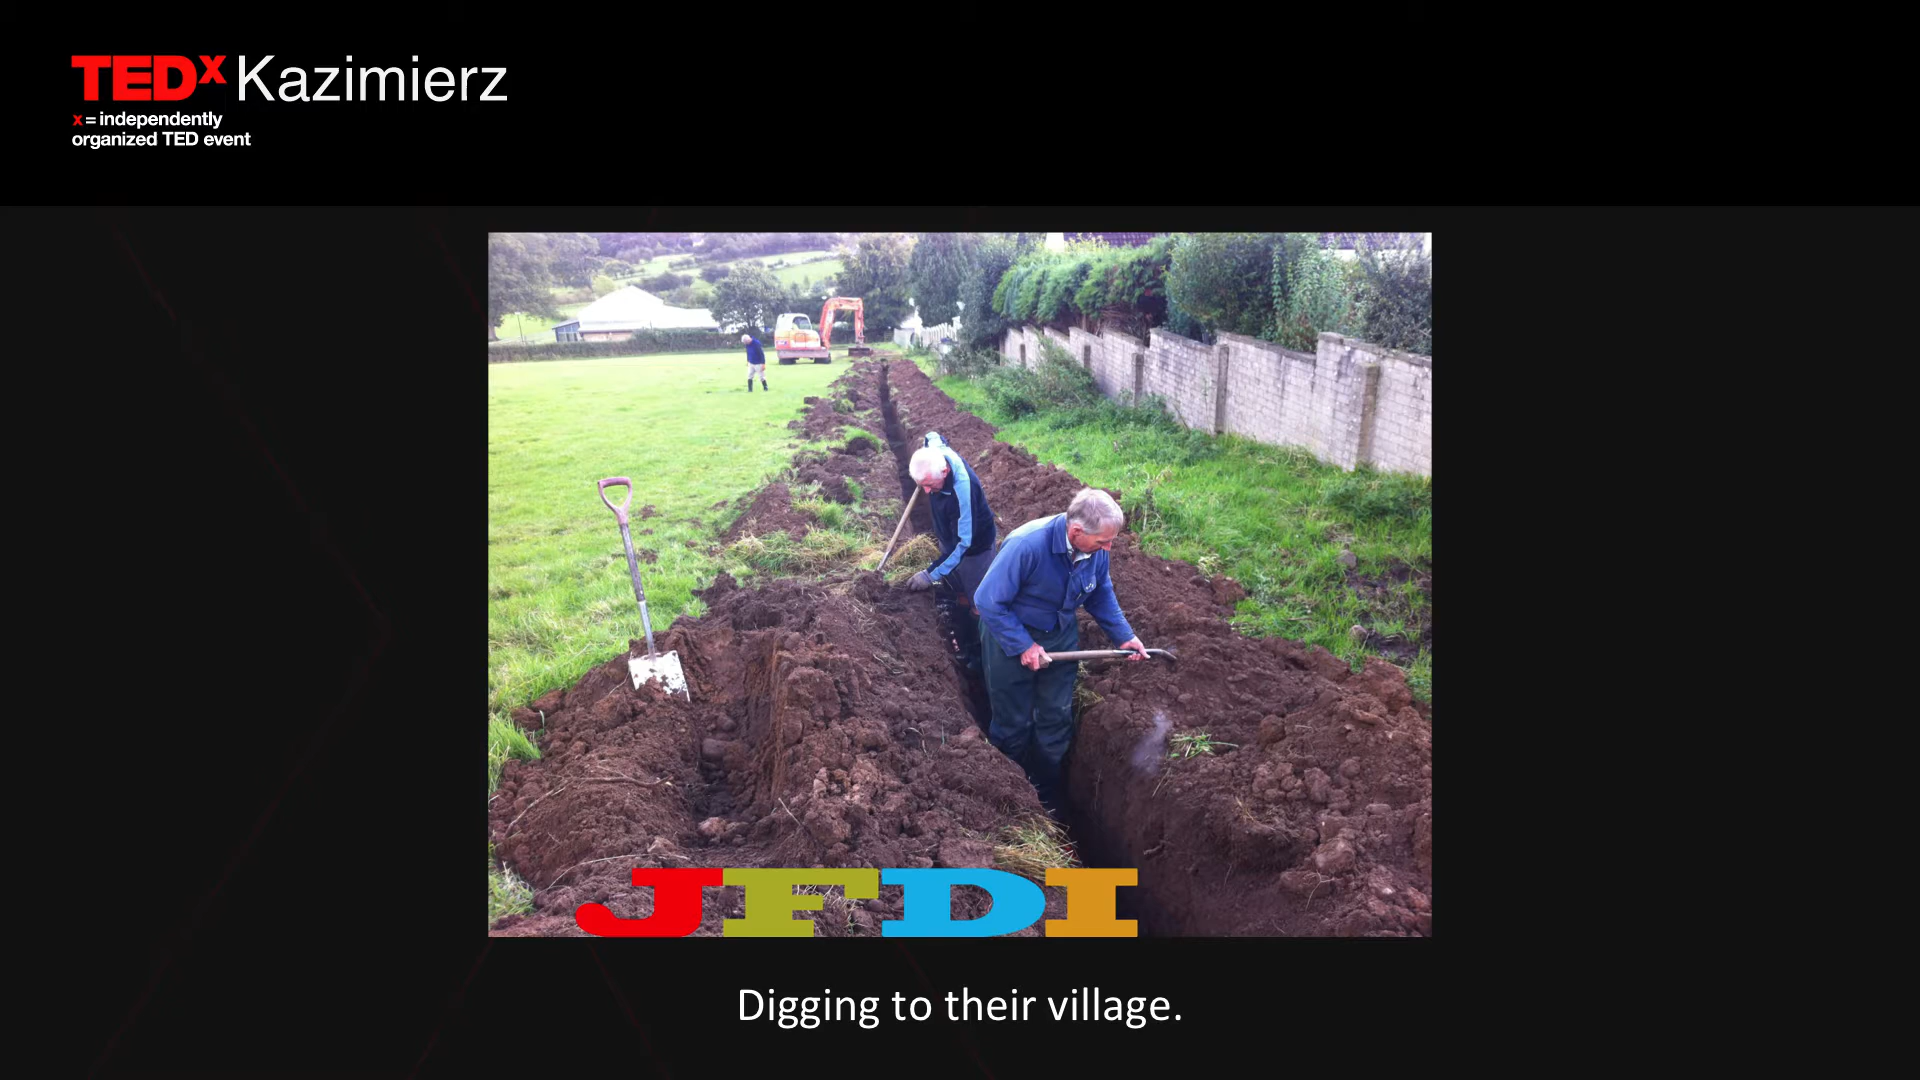 TEDx Kazimierz
x = independently
organized TED event
JFDI
Digging to their village.